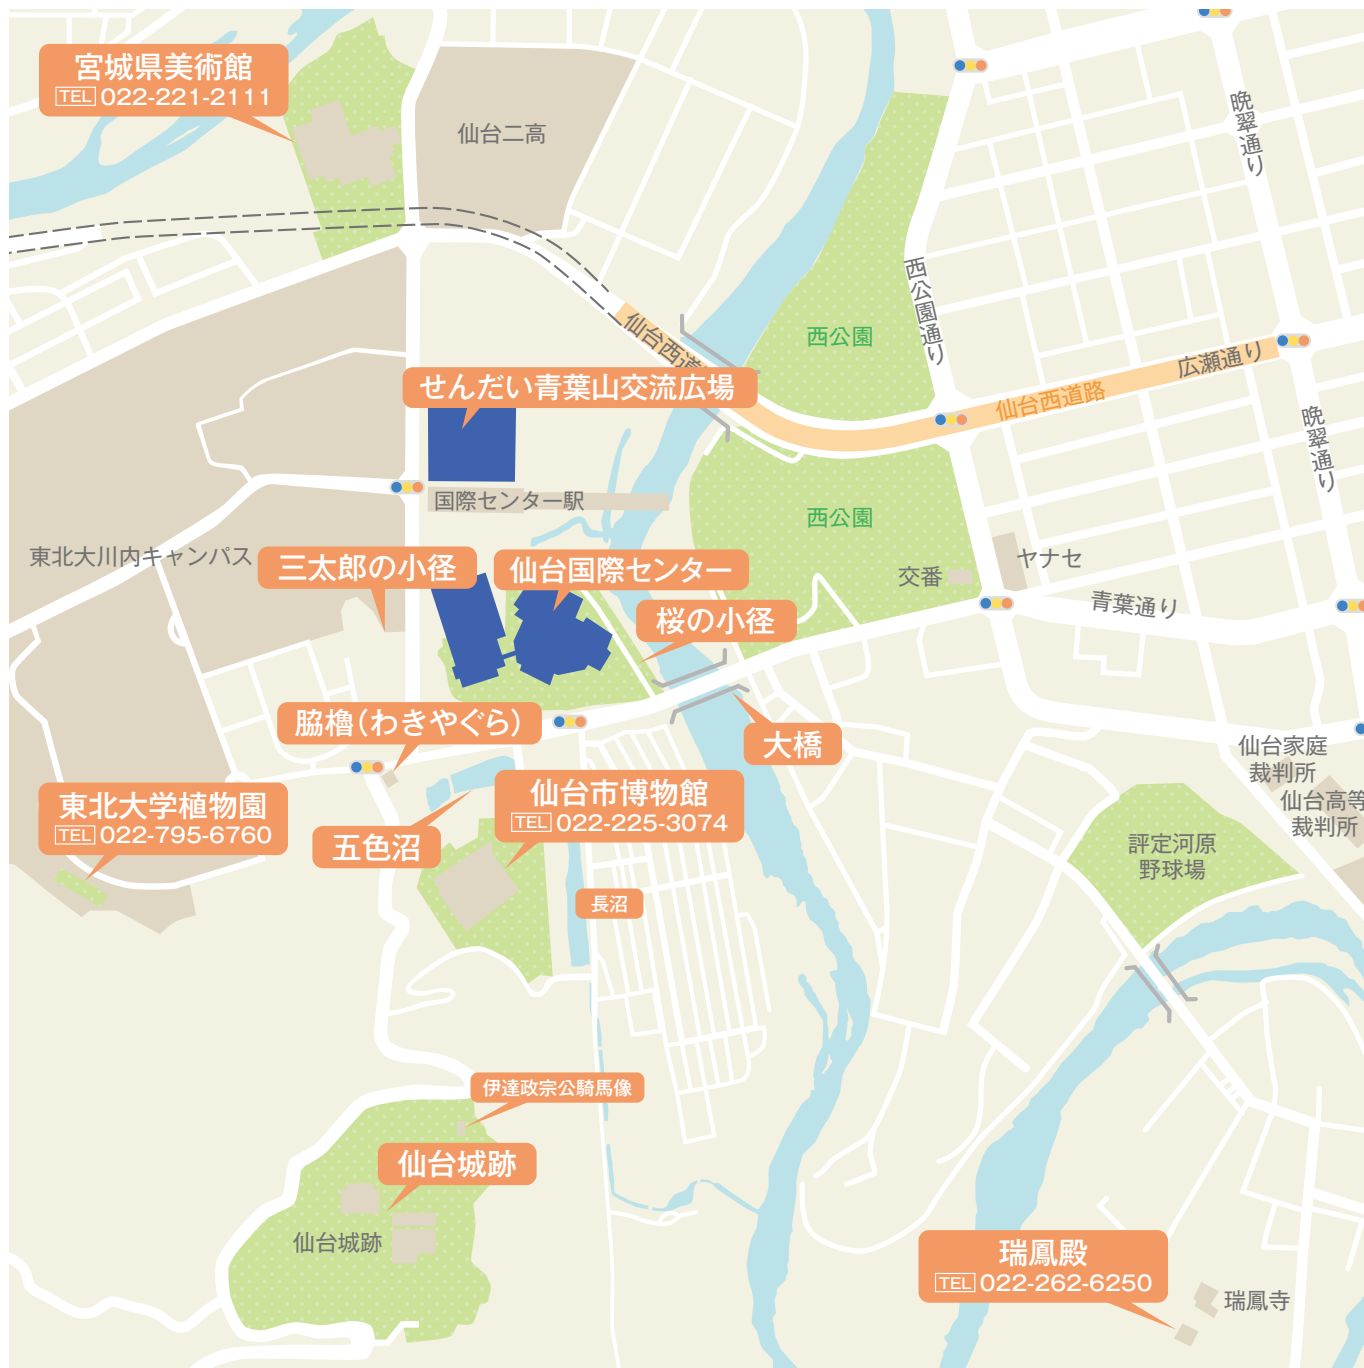 宮城県美術館
TEL 022-221-2111
仙台二高
晩翠通り
西公園通り
西公園
仙台西道
広瀬通り
仙台西道路
せんだい青葉山交流広場
晩翠通り
国際センター駅
西公園
東北大川内キャンパス
三太郎の小径
仙台国際センター
交番
ヤナセ
青葉通り
桜の小径
脇櫓(わきやぐら)
大橋
仙台家庭
裁判所
仙台高等
裁判所
東北大学植物園
TEL 022-795-6760
五色沼
仙台市博物館
TEL 022-225-3074
評定河原
野球場
長沼
伊達政宗公騎馬像
仙台城跡
仙台城跡
瑞鳳殿
TEL 022-262-6250
瑞鳳寺